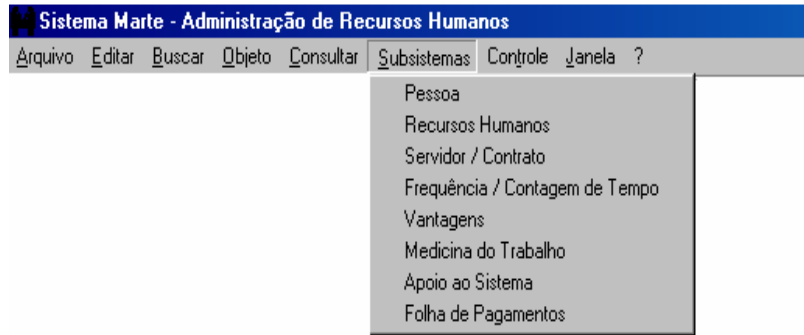 Sistema Marte - Administração de Recursos Humanos
Arquivo Editar Buscar Objeto Consultar Subsistemas Controle Janela ?
Pessoa
Recursos Humanos
Servidor / Contrato
Frequência / Contagem de Tempo
Vantagens
Medicina do Trabalho
Apoio ao Sistema
Folha de Pagamentos